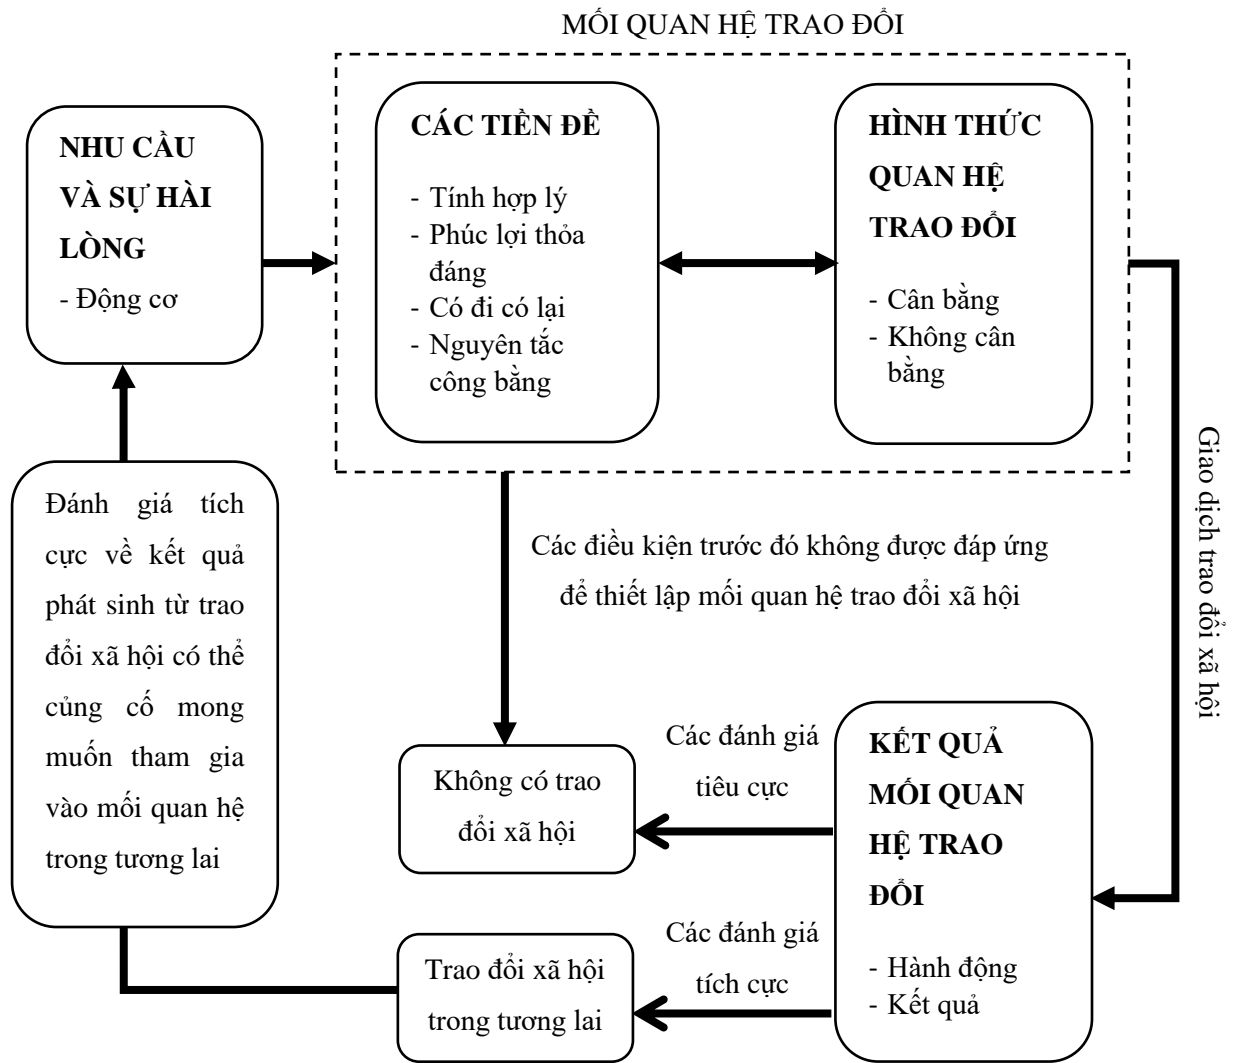 MỐI QUAN HỆ TRAO ĐỔI
NHU CẦU
VÀ SỰ HÀI
LÒNG
- Động cơ
CÁC TIỀN ĐỀ
- Tính hợp lý
- Phúc lợi thỏa
đáng
- Có đi có lại
- Nguyên tắc
công bằng
HÌNH THỨC
QUAN HỆ
TRAO ĐỔI
- Cân bằng
- Không cân
bằng
Giao dịch trao đổi xã hội
Các điều kiện trước đó không được đáp ứng
để thiết lập mối quan hệ trao đổi xã hội
Đánh giá tích
cực về kết quả
phát sinh từ trao
đổi xã hội có thể
củng cố mong
muốn tham gia
vào mối quan hệ
trong tương lai
Không có trao
đổi xã hội
Các đánh giá
tiêu cực
KẾT QUẢ
MỐI QUAN
HỆ TRAO
ĐỔI
- Hành động
- Kết quả
Các đánh giá
tích cực
Trao đổi xã hội
trong tương lai